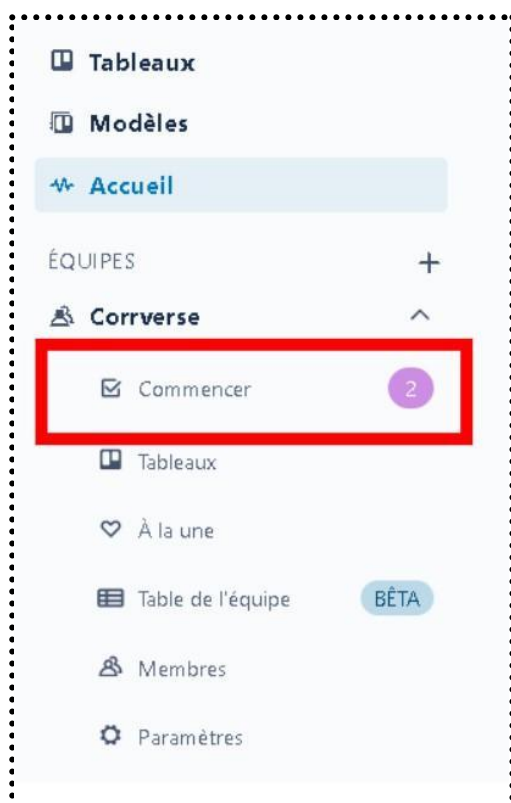 Tableaux
Modèles
Accueil
ÉQUIPES
Corrverse
Commencer 2
Tableaux
À la une
Table de l'équipe BÊTA
Membres
Paramètres